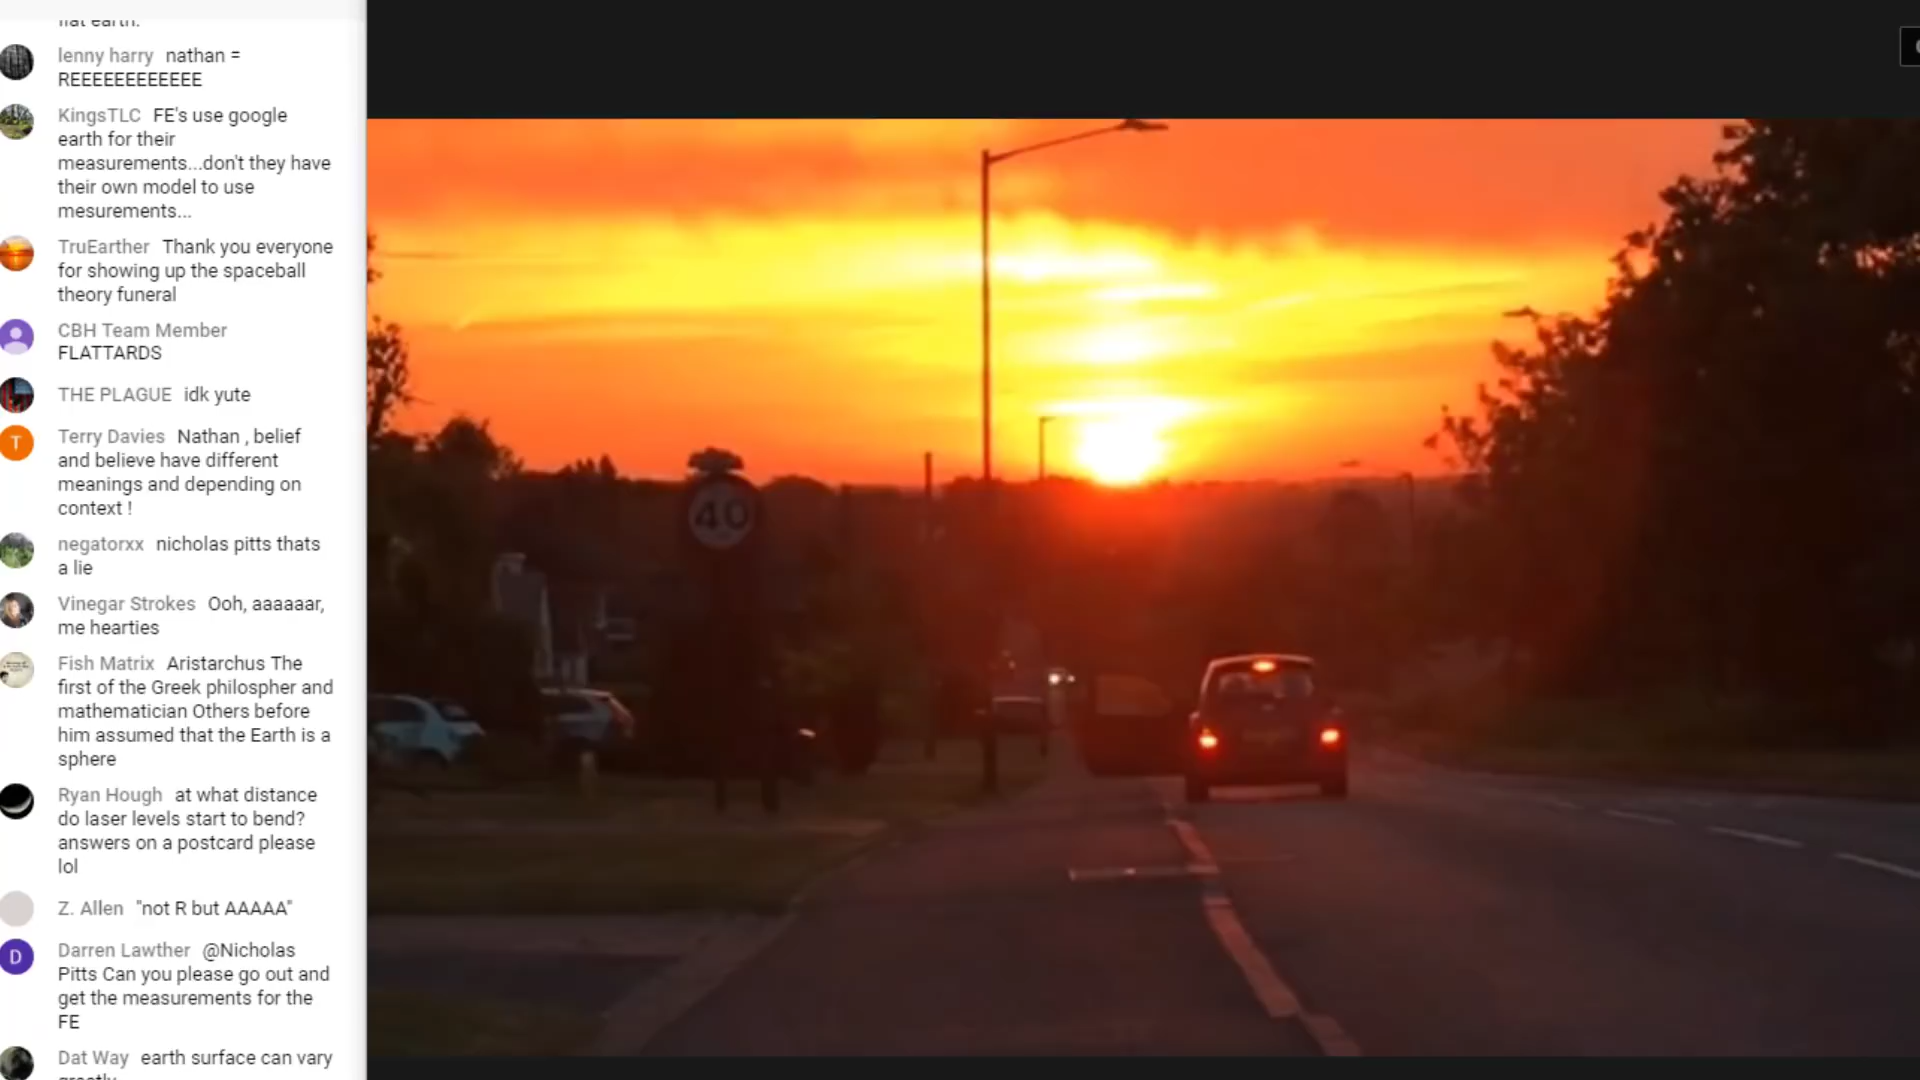 flat earth.
lenny harry nathan =
REEEEEEEEEEEE
KingsTLC FE's use google
earth for their
measurements...don't they have
their own model to use
mesurements...
TruEarther Thank you everyone
for showing up the spaceball
theory funeral
CBH Team Member
FLATTARDS
THE PLAGUE idk yute
T
Terry Davies Nathan , belief
and believe have different
meanings and depending on
context !
negatorxx nicholas pitts thats
a lie
Vinegar Strokes Ooh, aaaaaar,
me hearties
Fish Matrix Aristarchus The
first of the Greek philospher and
mathematician Others before
him assumed that the Earth is a
sphere
Ryan Hough at what distance
do laser levels start to bend?
answers on a postcard please
lol
Z. Allen "not R but AAAAA"
D
Darren Lawther @Nicholas
Pitts Can you please go out and
get the measurements for the
FE
Dat Way earth surface can vary
greatly
40